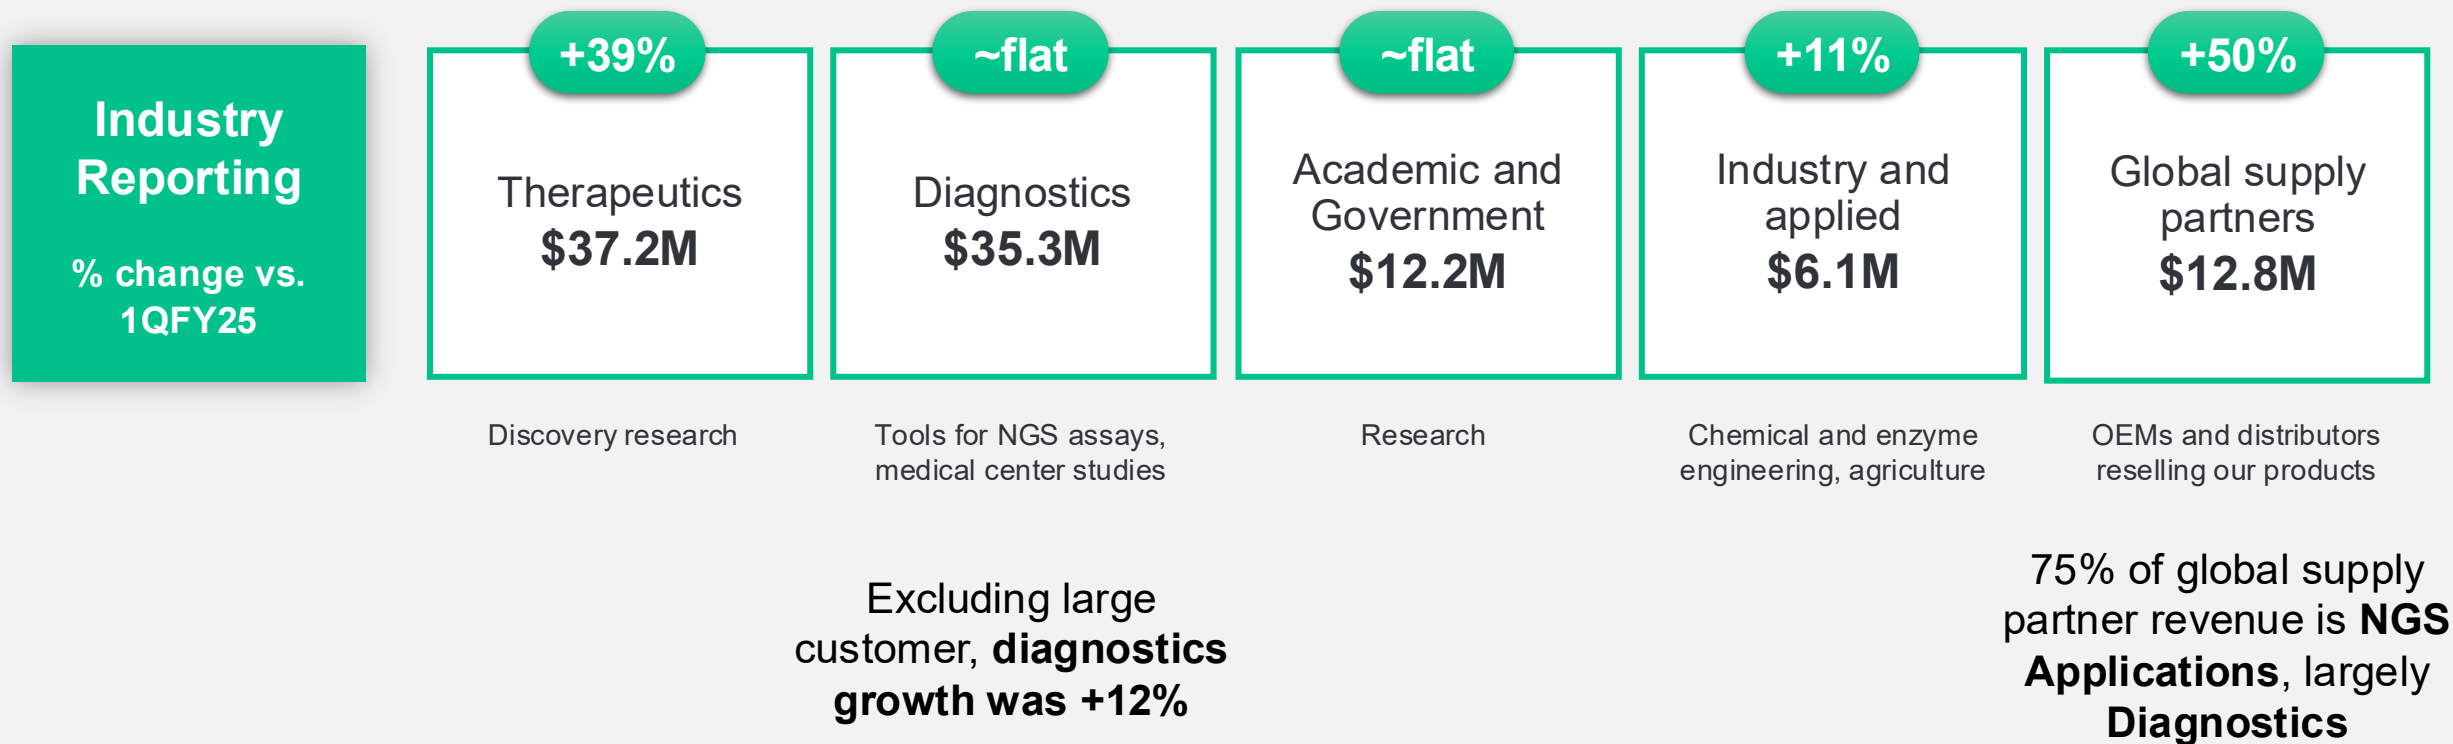 Industry
Reporting
% change vs.
1QFY25
+39%
Therapeutics
$37.2M
Discovery research
~flat
Diagnostics
$35.3M
Tools for NGS assays,
medical center studies
Excluding large
customer, diagnostics
growth was +12%
~flat
Academic and
Government
$12.2M
Research
+11%
Industry and
applied
$6.1M
Chemical and enzyme
engineering, agriculture
+50%
Global supply
partners
$12.8M
OEMs and distributors
reselling our products
75% of global supply
partner revenue is NGS
Applications, largely
Diagnostics